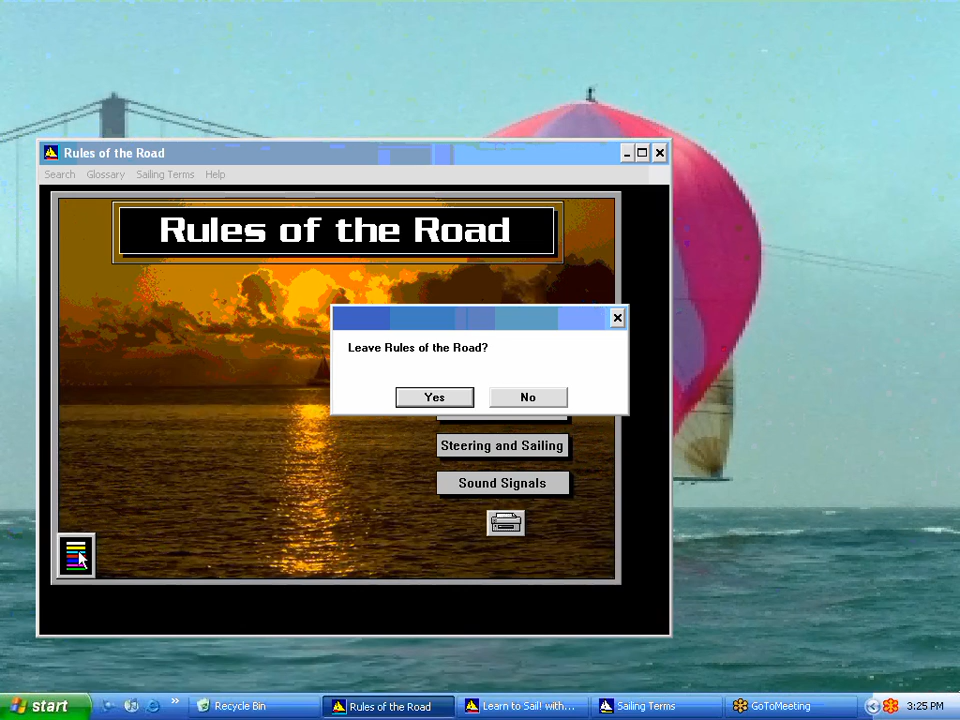 Rules of the Road
Search Glossary Sailing Terms Help
Rules of the Road
Leave Rules of the Road?
Yes No
Steering and Sailing
Sound Signals
start Recycle Bin Rules of the Road Learn to Sail! with... Sailing Terms GoToMeeting 3:25 PM